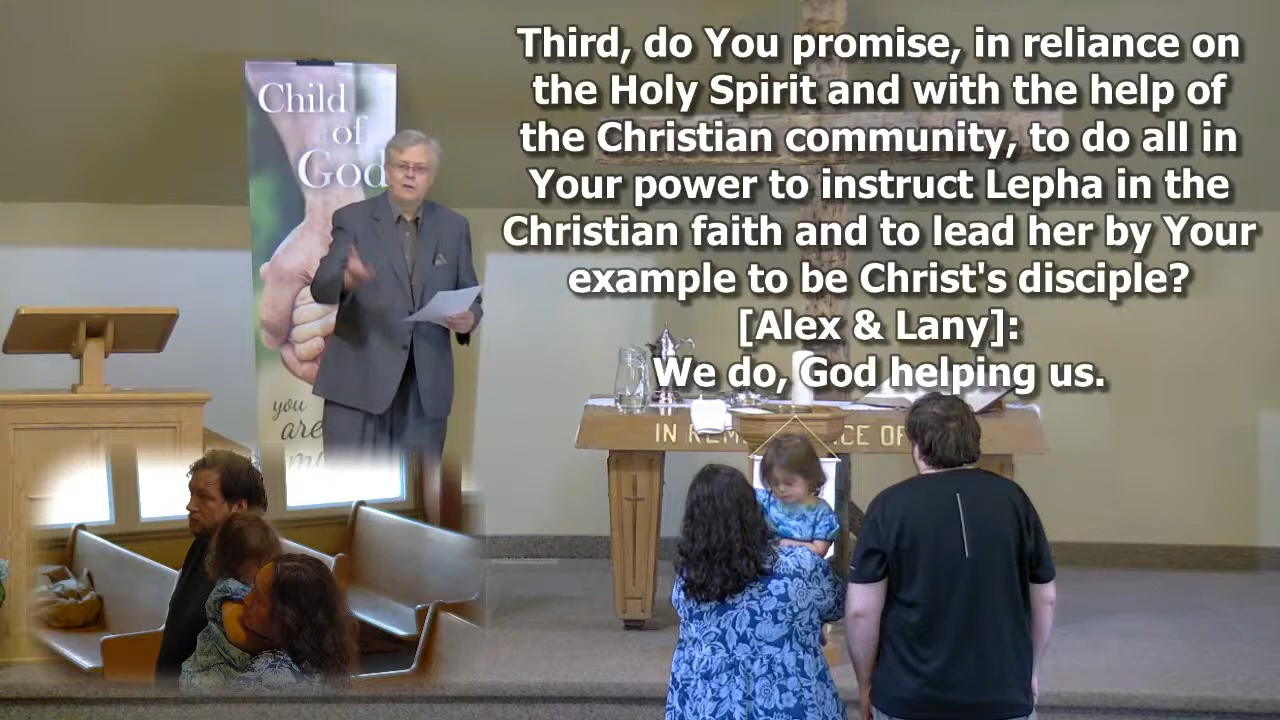 Third, do You promise, in reliance on
the Holy Spirit and with the help of
the Christian community, to do all in
Your power to instruct Lepha in the
Christian faith and to lead her by Your
example to be Christ's disciple?
[Alex & Lany]:
We do, God helping us.
Child
of
God
you
are
IN OF